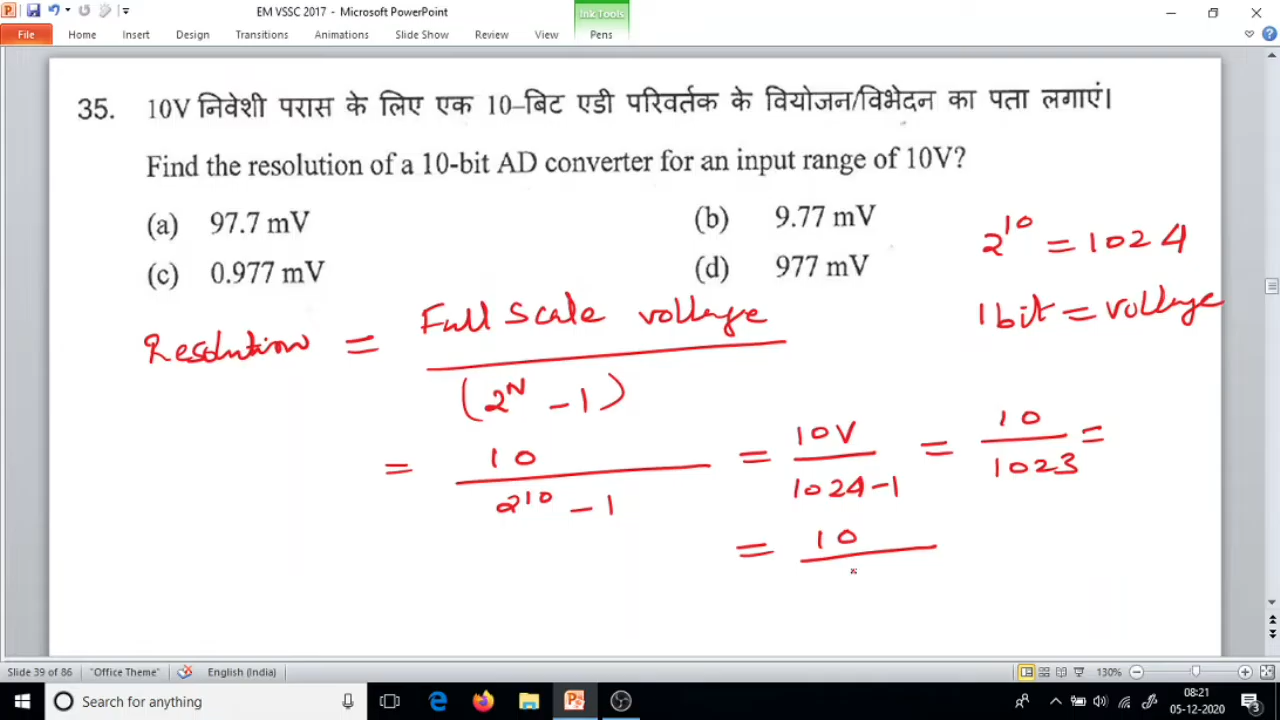 EM VSSC 2017 - Microsoft PowerPoint
Ink Tools
File Home Insert Design Transitions Animations Slide Show Review View Pens
35. 10V निवेशी परास के लिए एक 10–बिट एडी परिवर्तक के वियोजन/विभेदन का पता लगाएं।
Find the resolution of a 10-bit AD converter for an input range of 10V?
(a) 97.7 mV (b) 9.77 mV
(c) 0.977 mV (d) 977 mV
2^10 = 1024
1 bit = voltage
Resolution = Full Scale voltage
(2^N - 1)
= 10 = 10V = 10 =
2^10 - 1 1024-1 1023
= 10
Slide 39 of 86 "Office Theme" English (India) 130%
Search for anything
08:21
05-12-2020
3